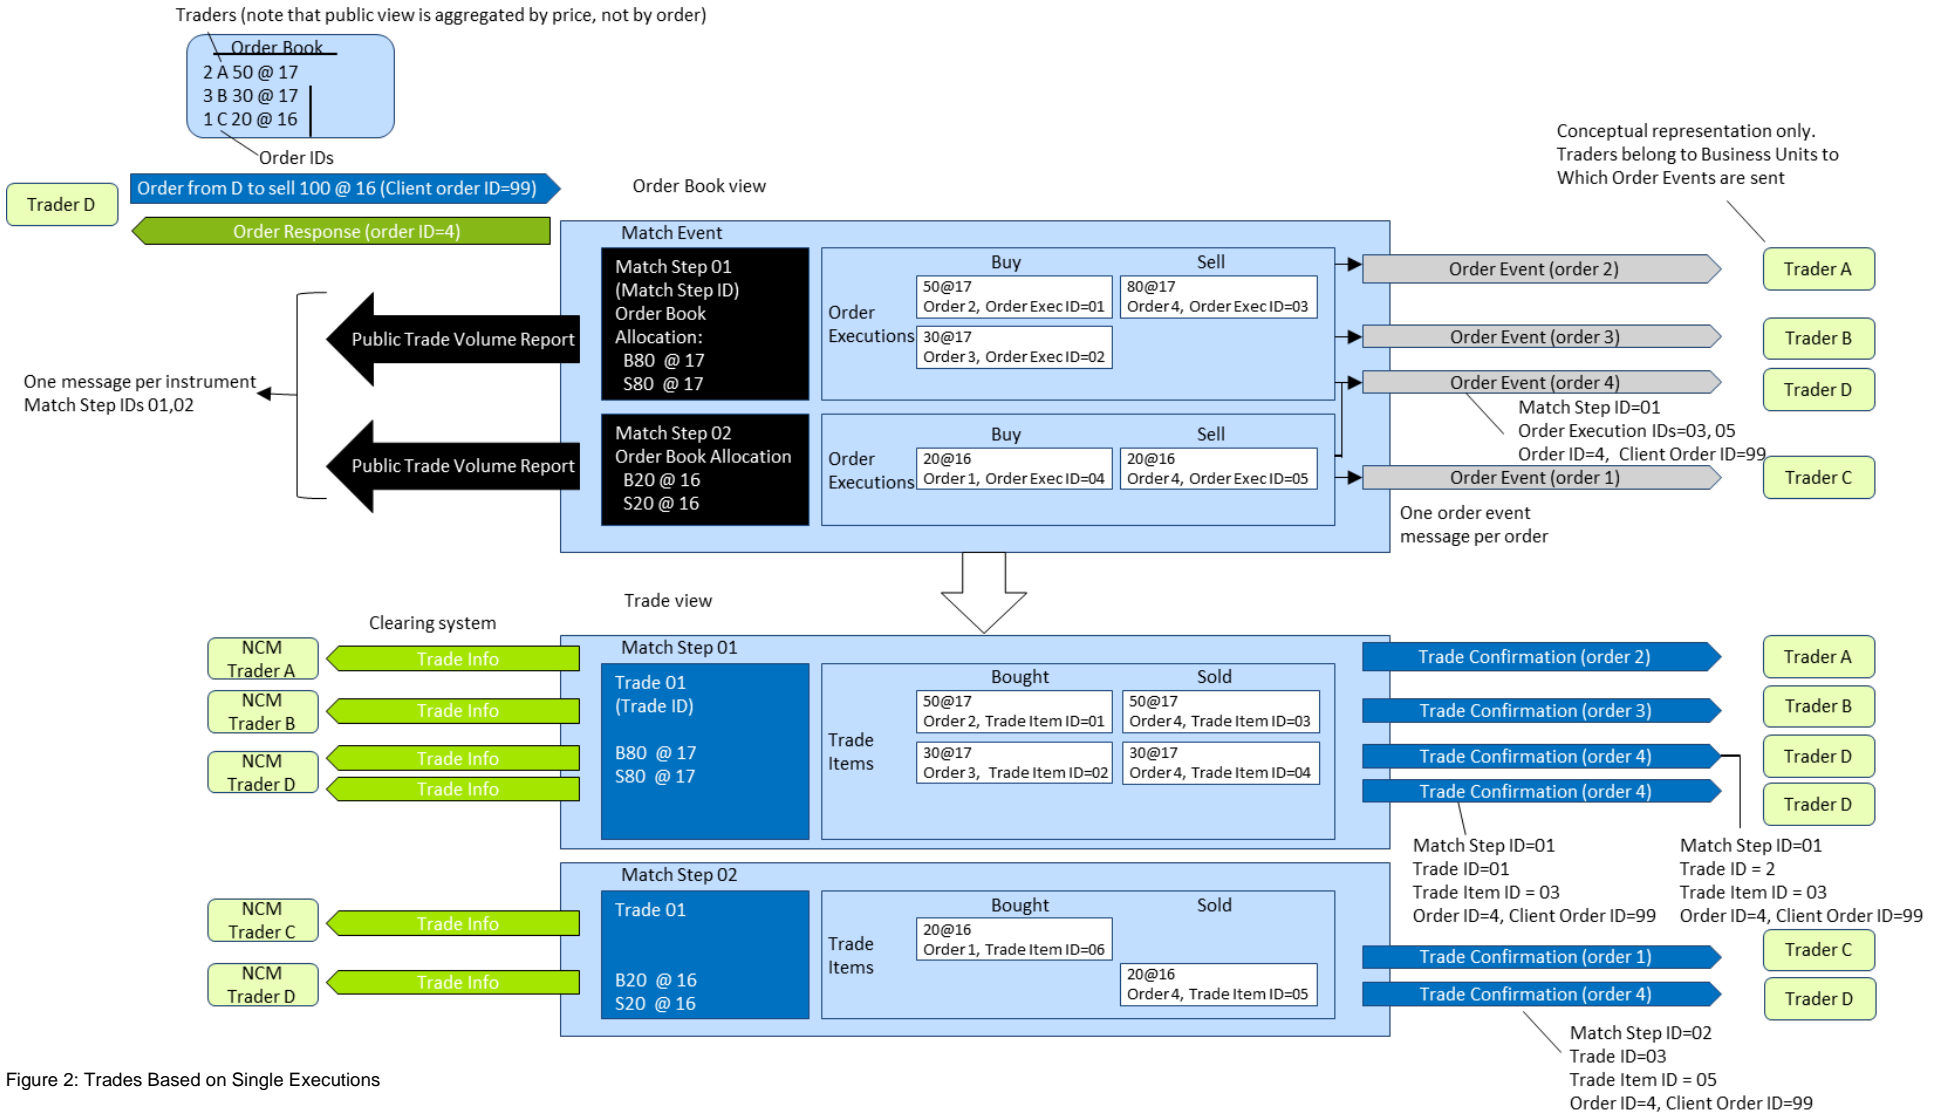 Traders (note that public view is aggregated by price, not by order)
Order Book
2 A 50 @ 17
3 B 30 @ 17
1 C 20 @ 16
Order IDs
Trader D
Order from D to sell 100 @ 16 (Client order ID=99)
Order Response (order ID=4)
Order Book view
Conceptual representation only.
Traders belong to Business Units to
Which Order Events are sent
Match Event
Match Step 01
(Match Step ID)
Order Book
Allocation:
B80 @ 17
S80 @ 17
Order
Executions
Buy
50@17
Order 2, Order Exec ID=01
30@17
Order 3, Order Exec ID=02
Sell
80@17
Order 4, Order Exec ID=03
Order Event (order 2)
Trader A
Order Event (order 3)
Trader B
Order Event (order 4)
Trader D
Match Step ID=01
Order Execution IDs=03, 05
Order ID=4, Client Order ID=99
Public Trade Volume Report
One message per instrument
Match Step IDs 01,02
Public Trade Volume Report
Match Step 02
Order Book Allocation
B20 @ 16
S20 @ 16
Order
Executions
Buy
20@16
Order 1, Order Exec ID=04
Sell
20@16
Order 4, Order Exec ID=05
Order Event (order 1)
Trader C
One order event
message per order
Trade view
Clearing system
NCM
Trader A
Trade Info
NCM
Trader B
Trade Info
NCM
Trader D
Trade Info
Trade Info
Match Step 01
Trade 01
(Trade ID)
B80 @ 17
S80 @ 17
Trade
Items
Bought
50@17
Order 2, Trade Item ID=01
30@17
Order 3, Trade Item ID=02
Sold
50@17
Order 4, Trade Item ID=03
30@17
Order 4, Trade Item ID=04
Trade Confirmation (order 2)
Trader A
Trade Confirmation (order 3)
Trader B
Trade Confirmation (order 4)
Trader D
Trade Confirmation (order 4)
Trader D
Match Step ID=01
Trade ID=01
Trade Item ID = 03
Order ID=4, Client Order ID=99
Match Step ID=01
Trade ID = 2
Trade Item ID = 03
Order ID=4, Client Order ID=99
NCM
Trader C
Trade Info
NCM
Trader D
Trade Info
Match Step 02
Trade 01
B20 @ 16
S20 @ 16
Trade
Items
Bought
20@16
Order 1, Trade Item ID=06
Sold
20@16
Order 4, Trade Item ID=05
Trade Confirmation (order 1)
Trader C
Trade Confirmation (order 4)
Trader D
Match Step ID=02
Trade ID=03
Trade Item ID = 05
Order ID=4, Client Order ID=99
Figure 2: Trades Based on Single Executions